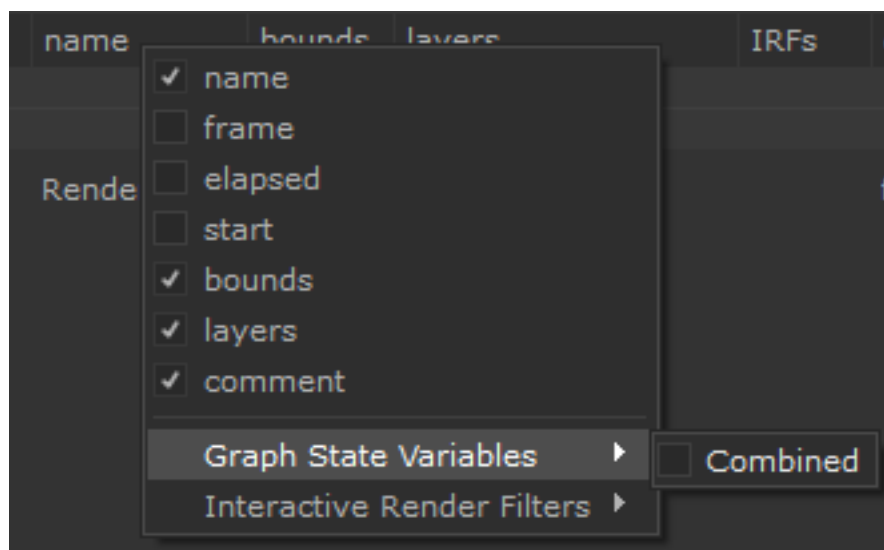 name bounds layers IRFs
name
frame
elapsed
Rende
start
bounds
layers
comment
Graph State Variables
Combined
Interactive Render Filters